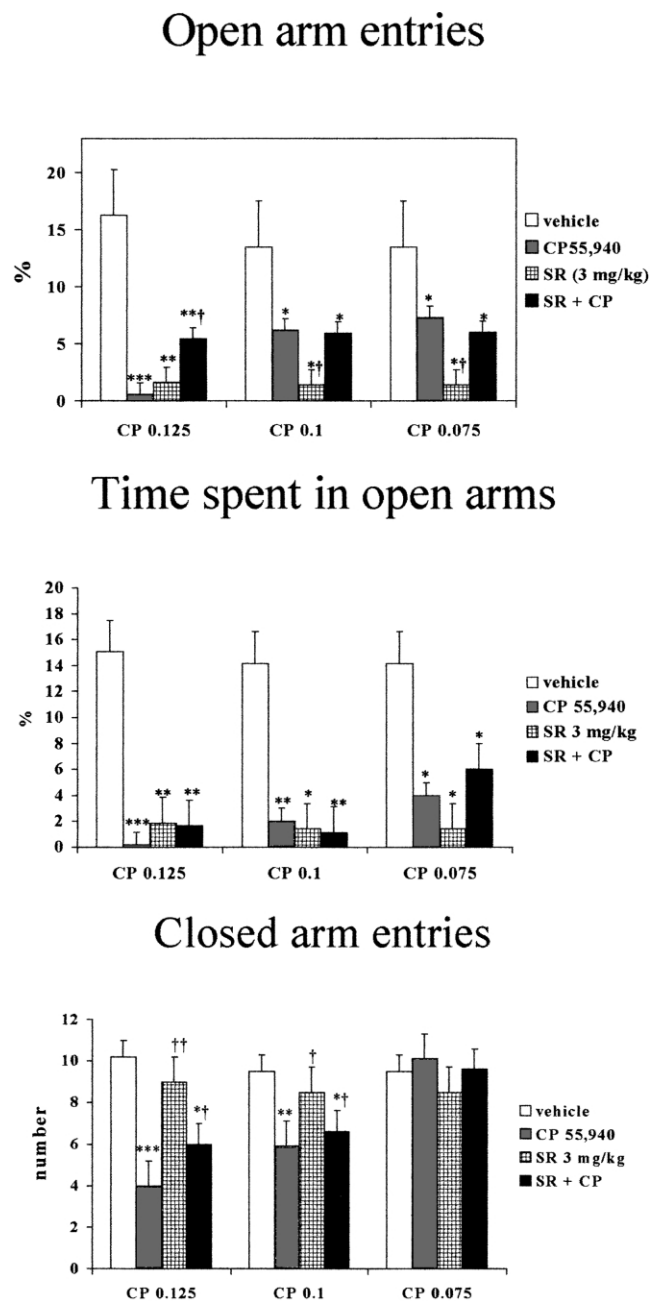 Open arm entries
20
15
10
5
0
%
**†
***
**
*
*†
*
*
*†
*
CP 0.125
CP 0.1
CP 0.075
vehicle
CP55,940
SR (3 mg/kg)
SR + CP
Time spent in open arms
20
18
16
14
12
10
8
6
4
2
0
%
***
**
**
**
*
**
*
*
*
CP 0.125
CP 0.1
CP 0.075
vehicle
CP 55,940
SR 3 mg/kg
SR + CP
Closed arm entries
12
10
8
6
4
2
0
number
***
††
*†
**
†
*†
CP 0.125
CP 0.1
CP 0.075
vehicle
CP 55,940
SR 3 mg/kg
SR + CP